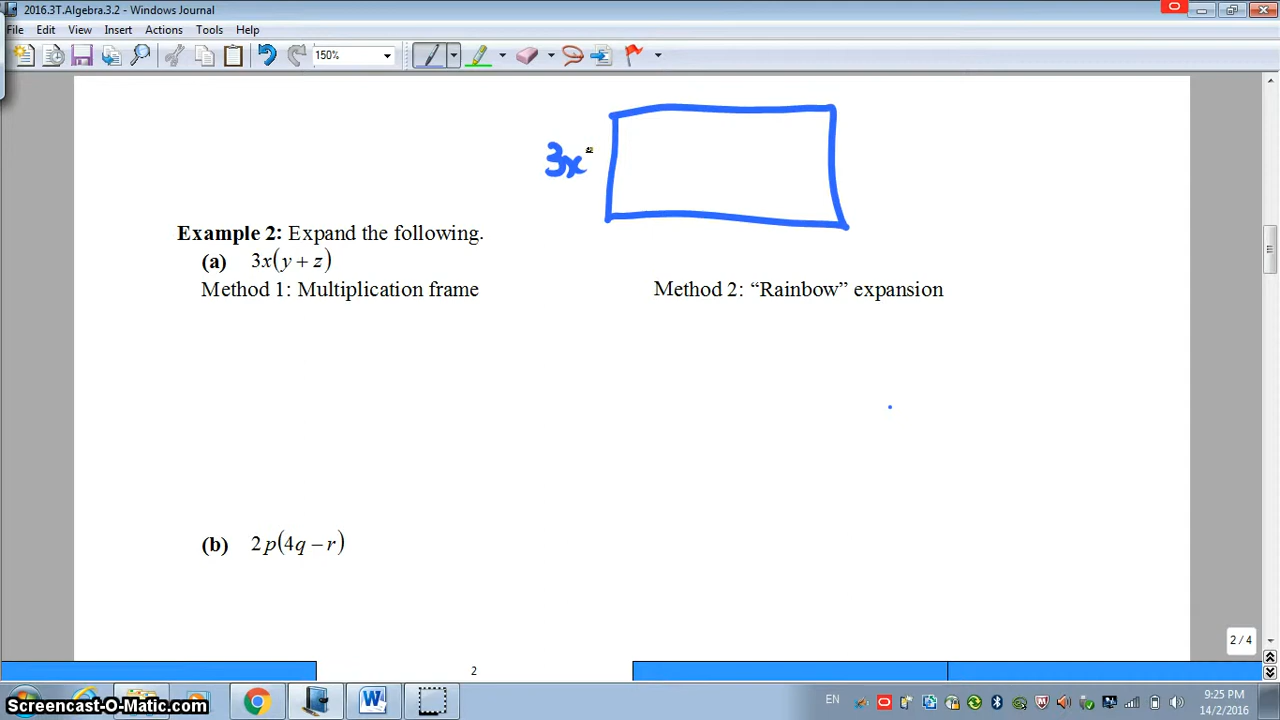 2016.3T.Algebra.3.2 - Windows Journal
File Edit View Insert Actions Tools Help
150%
3x
Example 2: Expand the following.
(a) 3x(y + z)
Method 1: Multiplication frame
Method 2: “Rainbow” expansion
(b) 2p(4q − r)
2 / 4
2
Screencast-O-Matic.com
EN
9:25 PM
14/2/2016